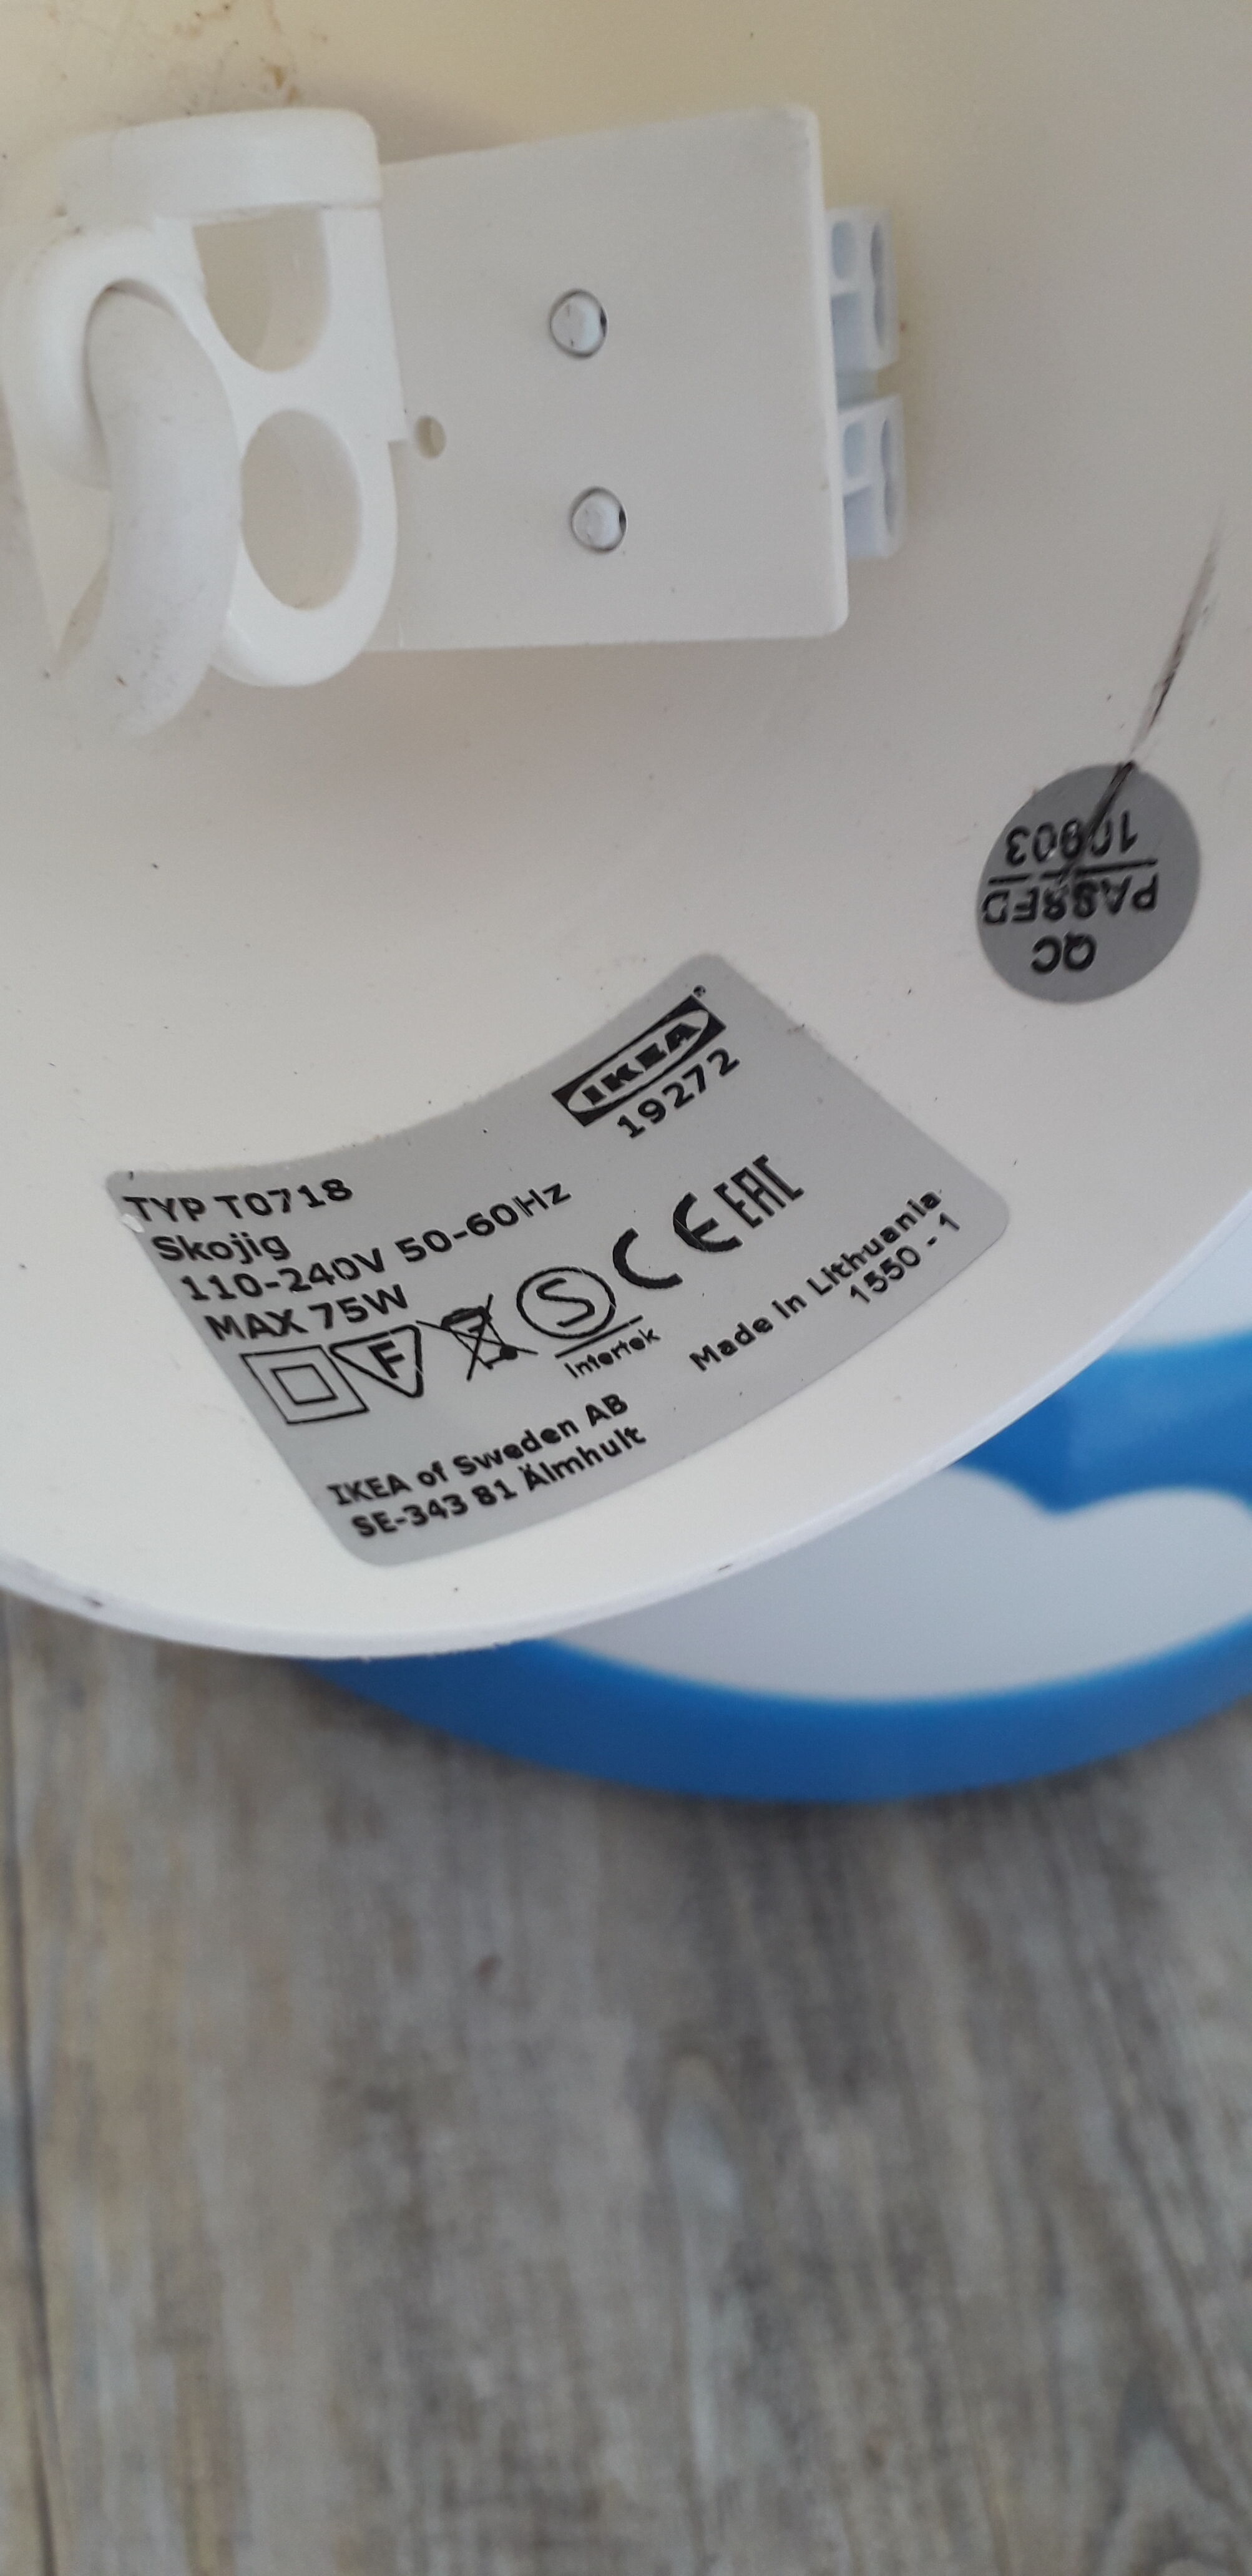 QC
PASSED
10903
IKEA®
19272
TYP T0718
Skojig
110-240V 50-60Hz
MAX 75W
F
S
Intertek
CE EAC
Made in Lithuania
1550 - 1
IKEA of Sweden AB
SE-343 81 Älmhult